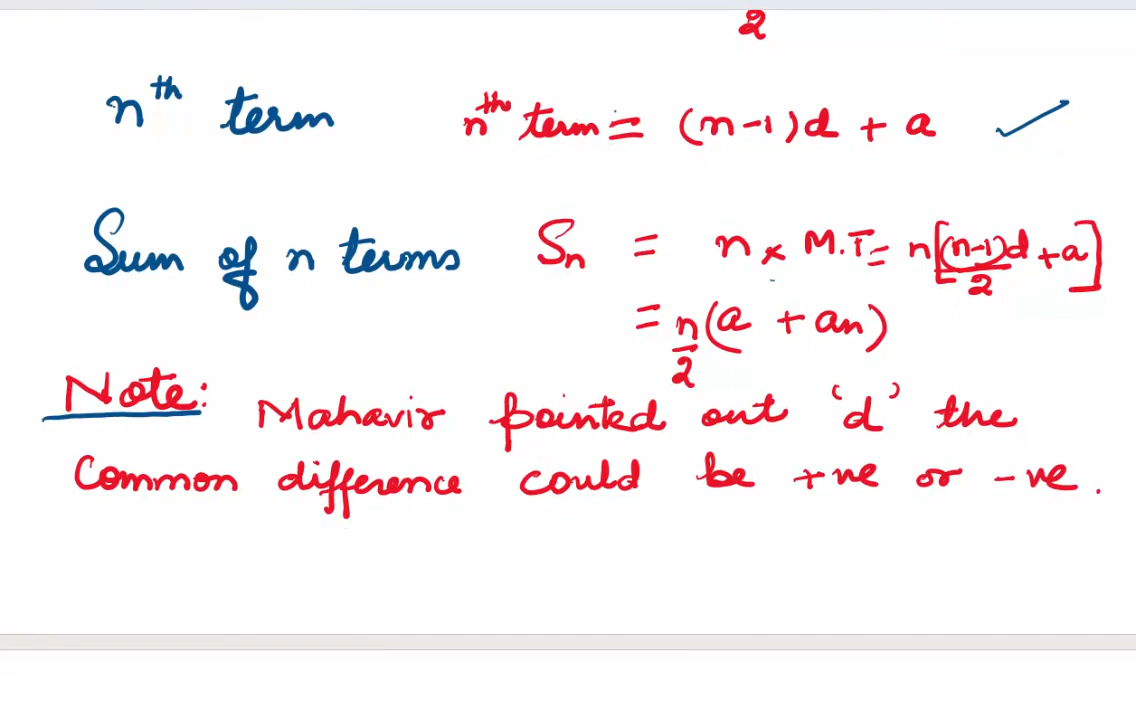 2
nth term nth term = (n-1)d + a
Sum of n terms Sn = n × M.T = n[(n-1)d/2 + a]
= n/2 (a + an)
Note: Mahavir pointed out 'd' the
Common difference could be +ve or -ve.